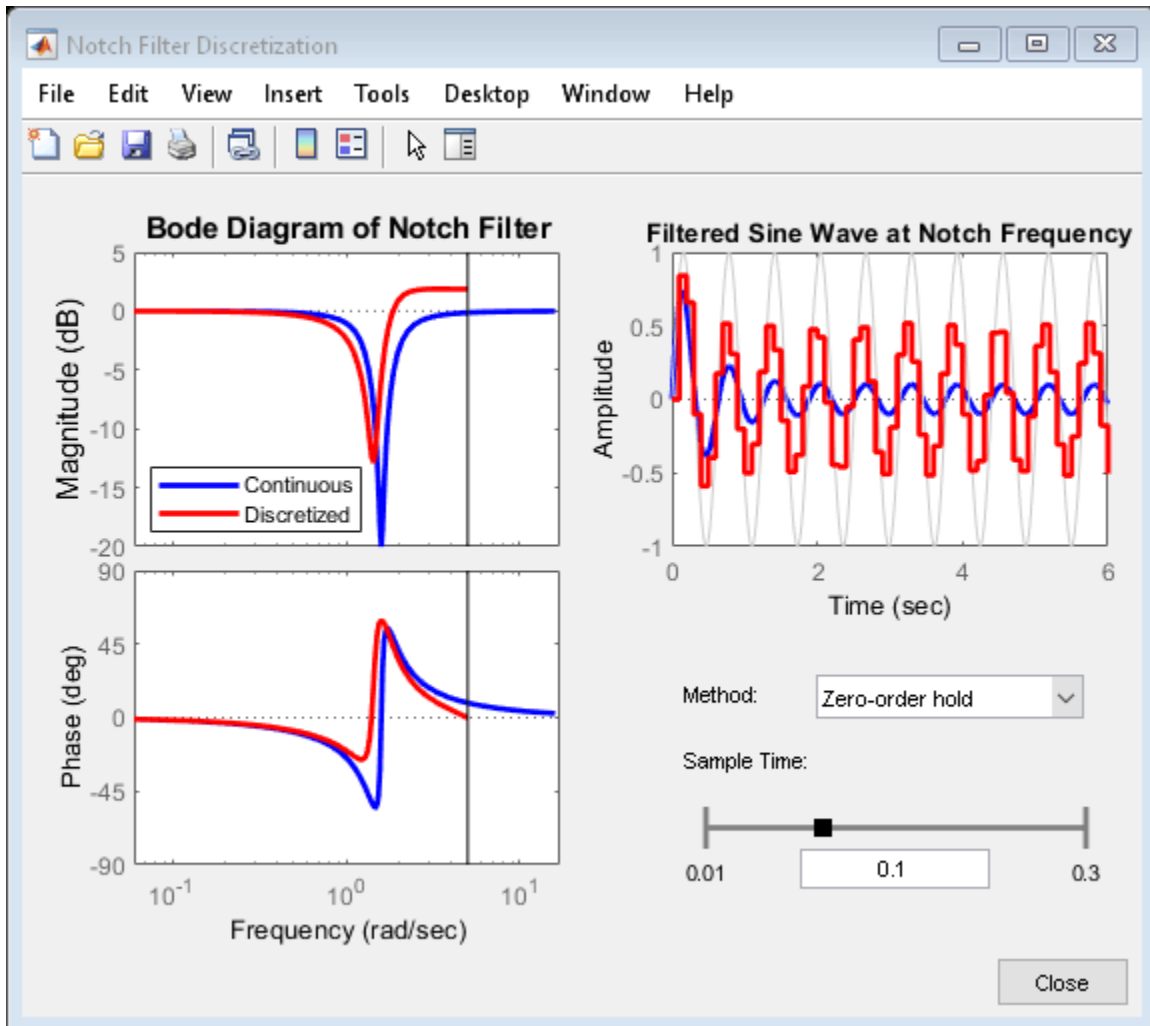 Notch Filter Discretization
File Edit View Insert Tools Desktop Window Help
Bode Diagram of Notch Filter
Magnitude (dB)
5
0
-5
-10
-15
-20
Continuous
Discretized
Phase (deg)
90
45
0
-45
-90
10^-1 10^0 10^1
Frequency (rad/sec)
Filtered Sine Wave at Notch Frequency
Amplitude
1
0.5
0
-0.5
-1
0 2 4 6
Time (sec)
Method: Zero-order hold
Sample Time:
0.01 0.1 0.3
Close